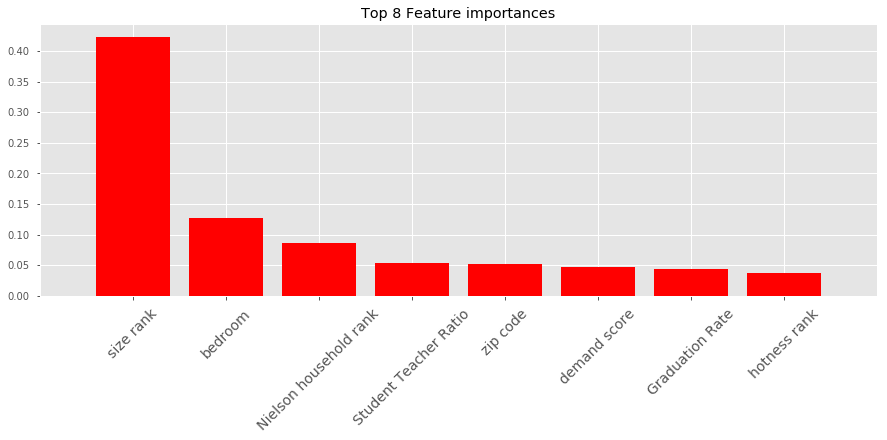 Top 8 Feature importances
0.40
0.35
0.30
0.25
0.20
0.15
0.10
0.05
0.00
size rank
bedroom
Nielson household rank
Student Teacher Ratio
zip code
demand score
Graduation Rate
hotness rank